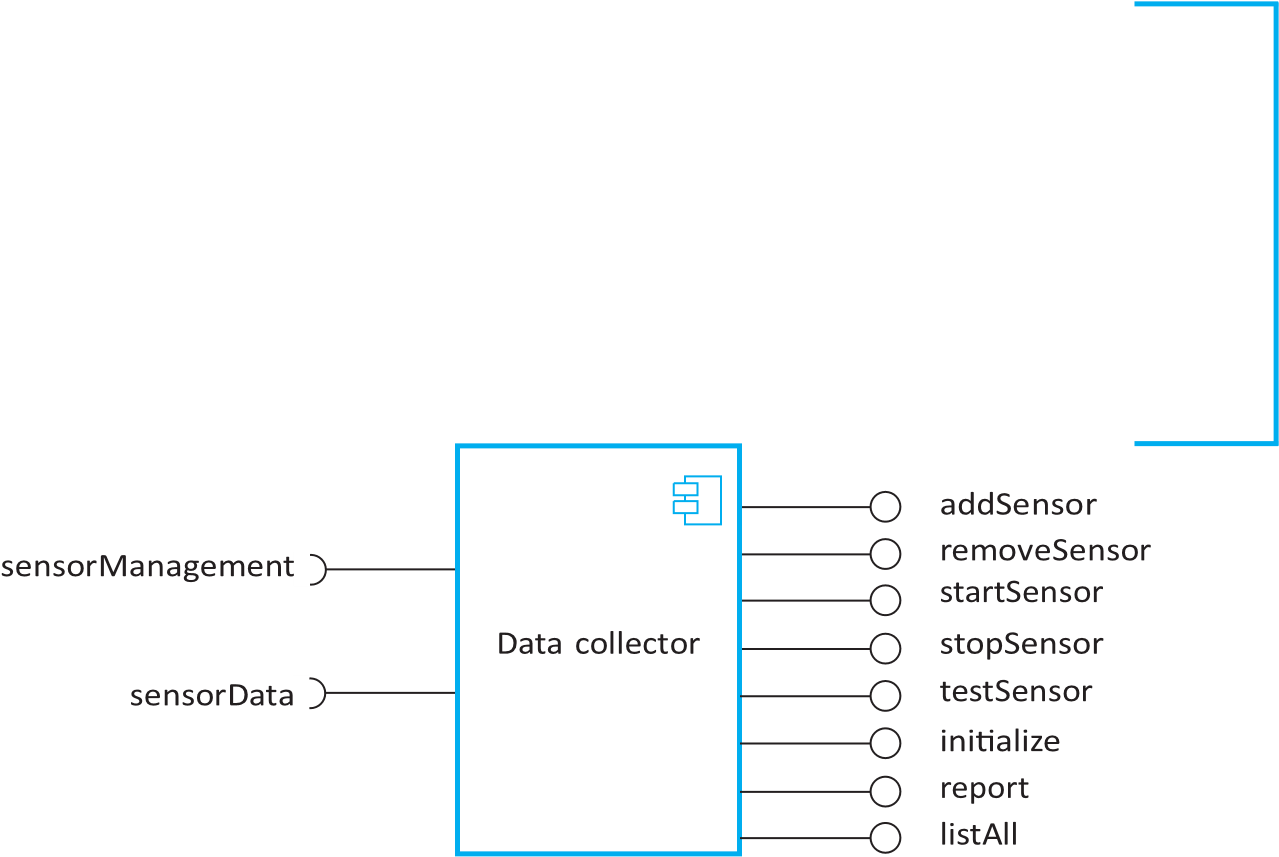 addSensor
removeSensor
sensorManagement
startSensor
Data collector
stopSensor
sensorData
testSensor
initialize
report
listAll